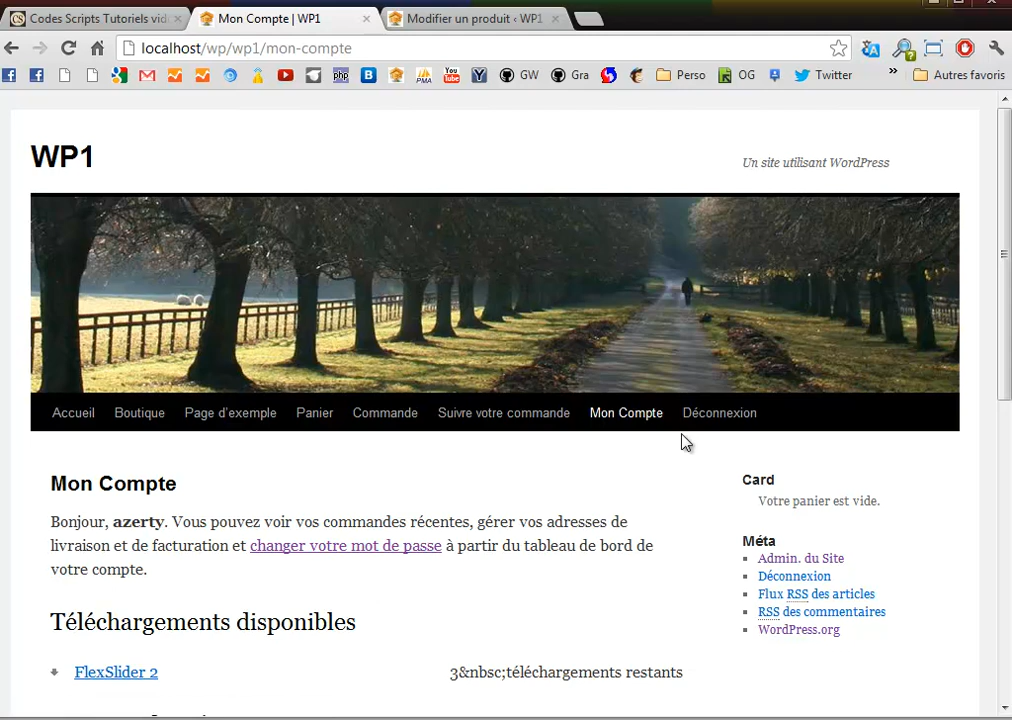 Codes Scripts Tutoriels vid
Mon Compte | WP1
Modifier un produit ‹ WP1
localhost/wp/wp1/mon-compte
php
B
PMA
You Tube
Y
GW
Gra
Perso
OG
Twitter
»
Autres favoris
WP1
Un site utilisant WordPress
Accueil Boutique Page d'exemple Panier Commande Suivre votre commande Mon Compte Déconnexion
Mon Compte
Bonjour, azerty. Vous pouvez voir vos commandes récentes, gérer vos adresses de
livraison et de facturation et changer votre mot de passe à partir du tableau de bord de
votre compte.
Téléchargements disponibles
FlexSlider 2 3&nbsc;téléchargements restants
Card
Votre panier est vide.
Méta
Admin. du Site
Déconnexion
Flux RSS des articles
RSS des commentaires
WordPress.org